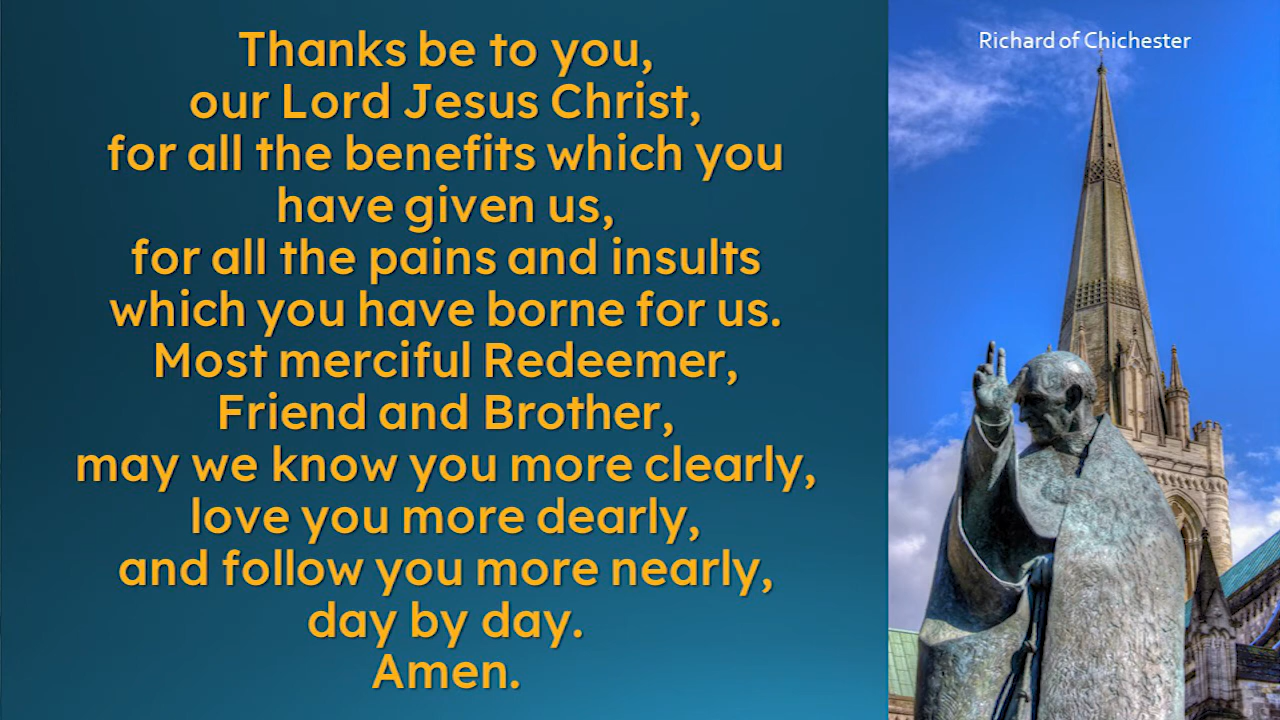 Thanks be to you,
our Lord Jesus Christ,
for all the benefits which you
have given us,
for all the pains and insults
which you have borne for us.
Most merciful Redeemer,
Friend and Brother,
may we know you more clearly,
love you more dearly,
and follow you more nearly,
day by day.
Amen.
Richard of Chichester